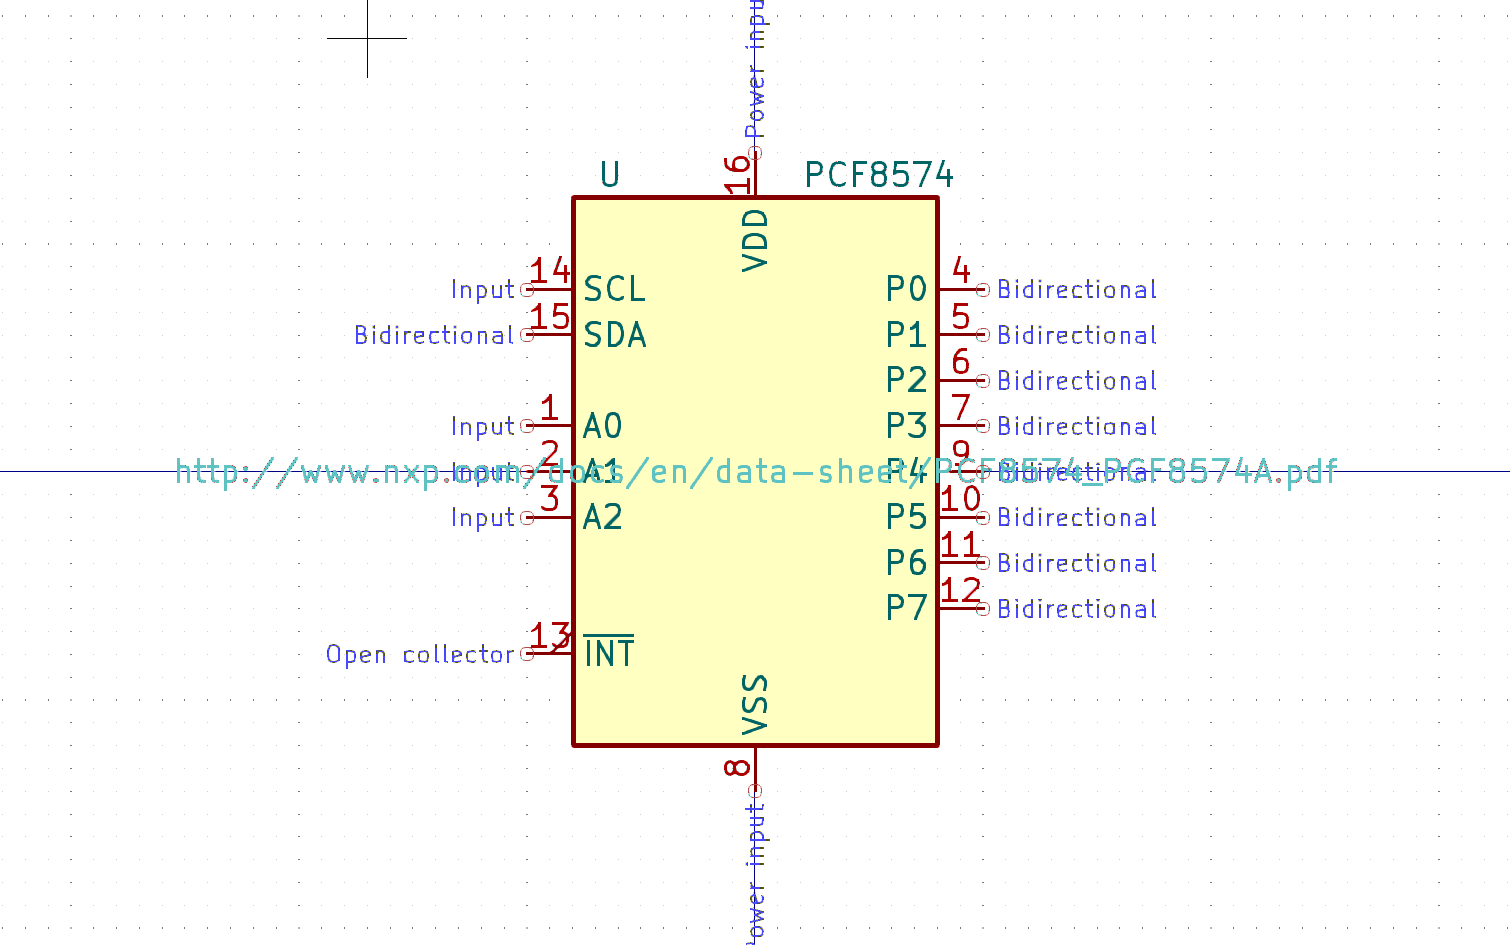 Power input
16
U PCF8574
VDD
Input 14 SCL P0 4 Bidirectional
Bidirectional 15 SDA P1 5 Bidirectional
P2 6 Bidirectional
Input 1 A0 P3 7 Bidirectional
Input 2 A1 P4 9 Bidirectional
http://www.nxp.com/docs/en/data-sheet/PCF8574_PCF8574A.pdf
Input 3 A2 P5 10 Bidirectional
P6 11 Bidirectional
P7 12 Bidirectional
Open collector 13 INT
VSS
8
ower input